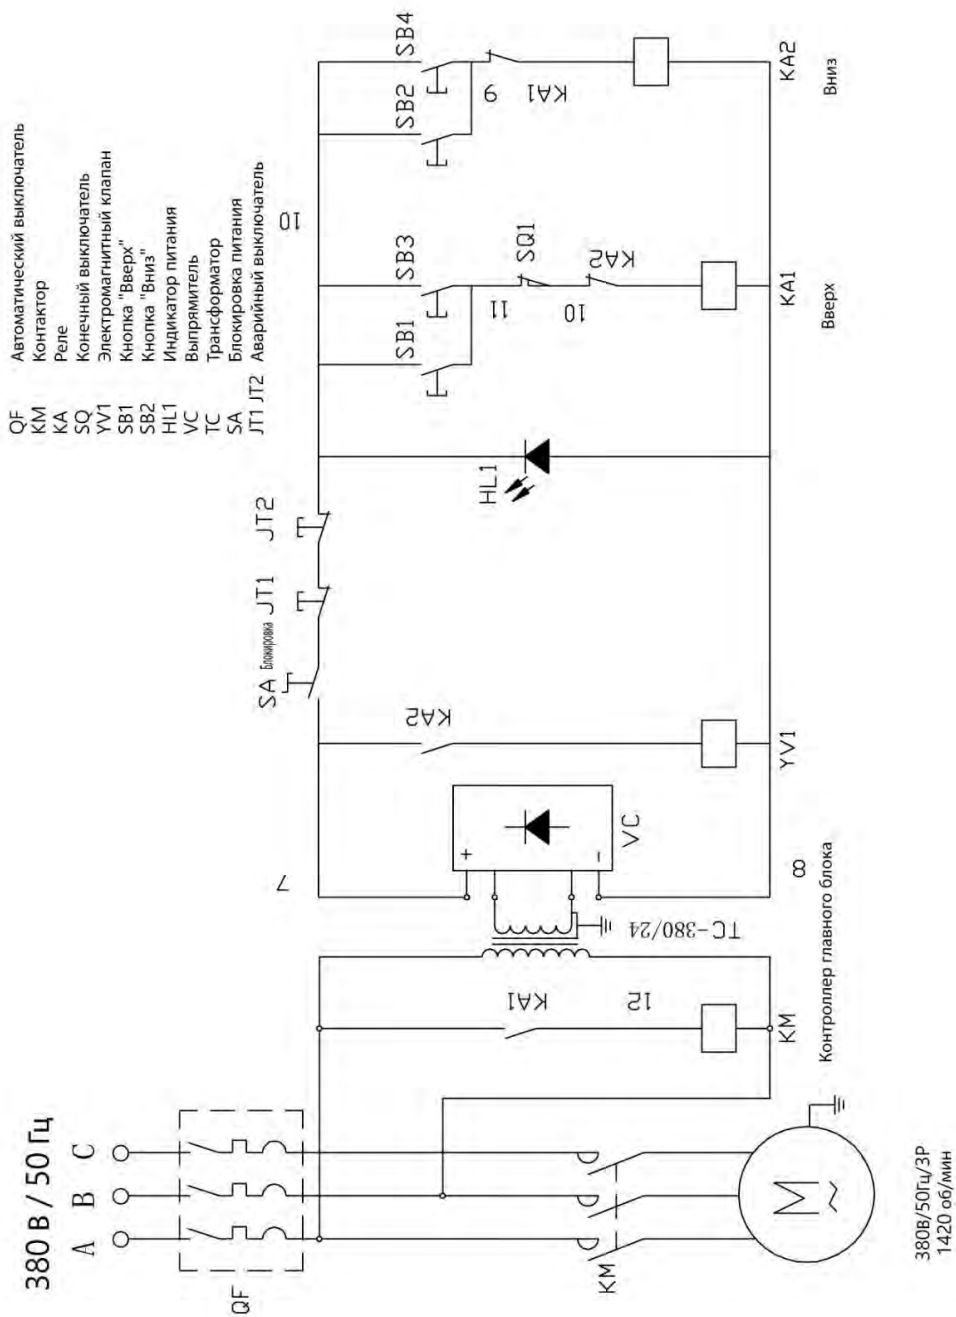 QF Автоматический выключатель
KM Контактор
KA Реле
SQ Конечный выключатель
YV1 Электромагнитный клапан
SB1 Кнопка "Вверх"
SB2 Кнопка "Вниз"
HL1 Индикатор питания
VC Выпрямитель
TC Трансформатор
SA Блокировка питания
JT1 JT2 Аварийный выключатель
380 В / 50 Гц
A
B
C
QF
KM
380В/50Гц/3Р
1420 об/мин
M
~
KA1
12
KM
Контроллер главного блока
TC-380/24
7
8
+
-
VC
KA2
YV1
SA
Блокировка
JT1
JT2
HL1
10
SB1
SB3
11
SQ1
10
KA2
KA1
Вверх
SB2
SB4
9
KA1
KA2
Вниз